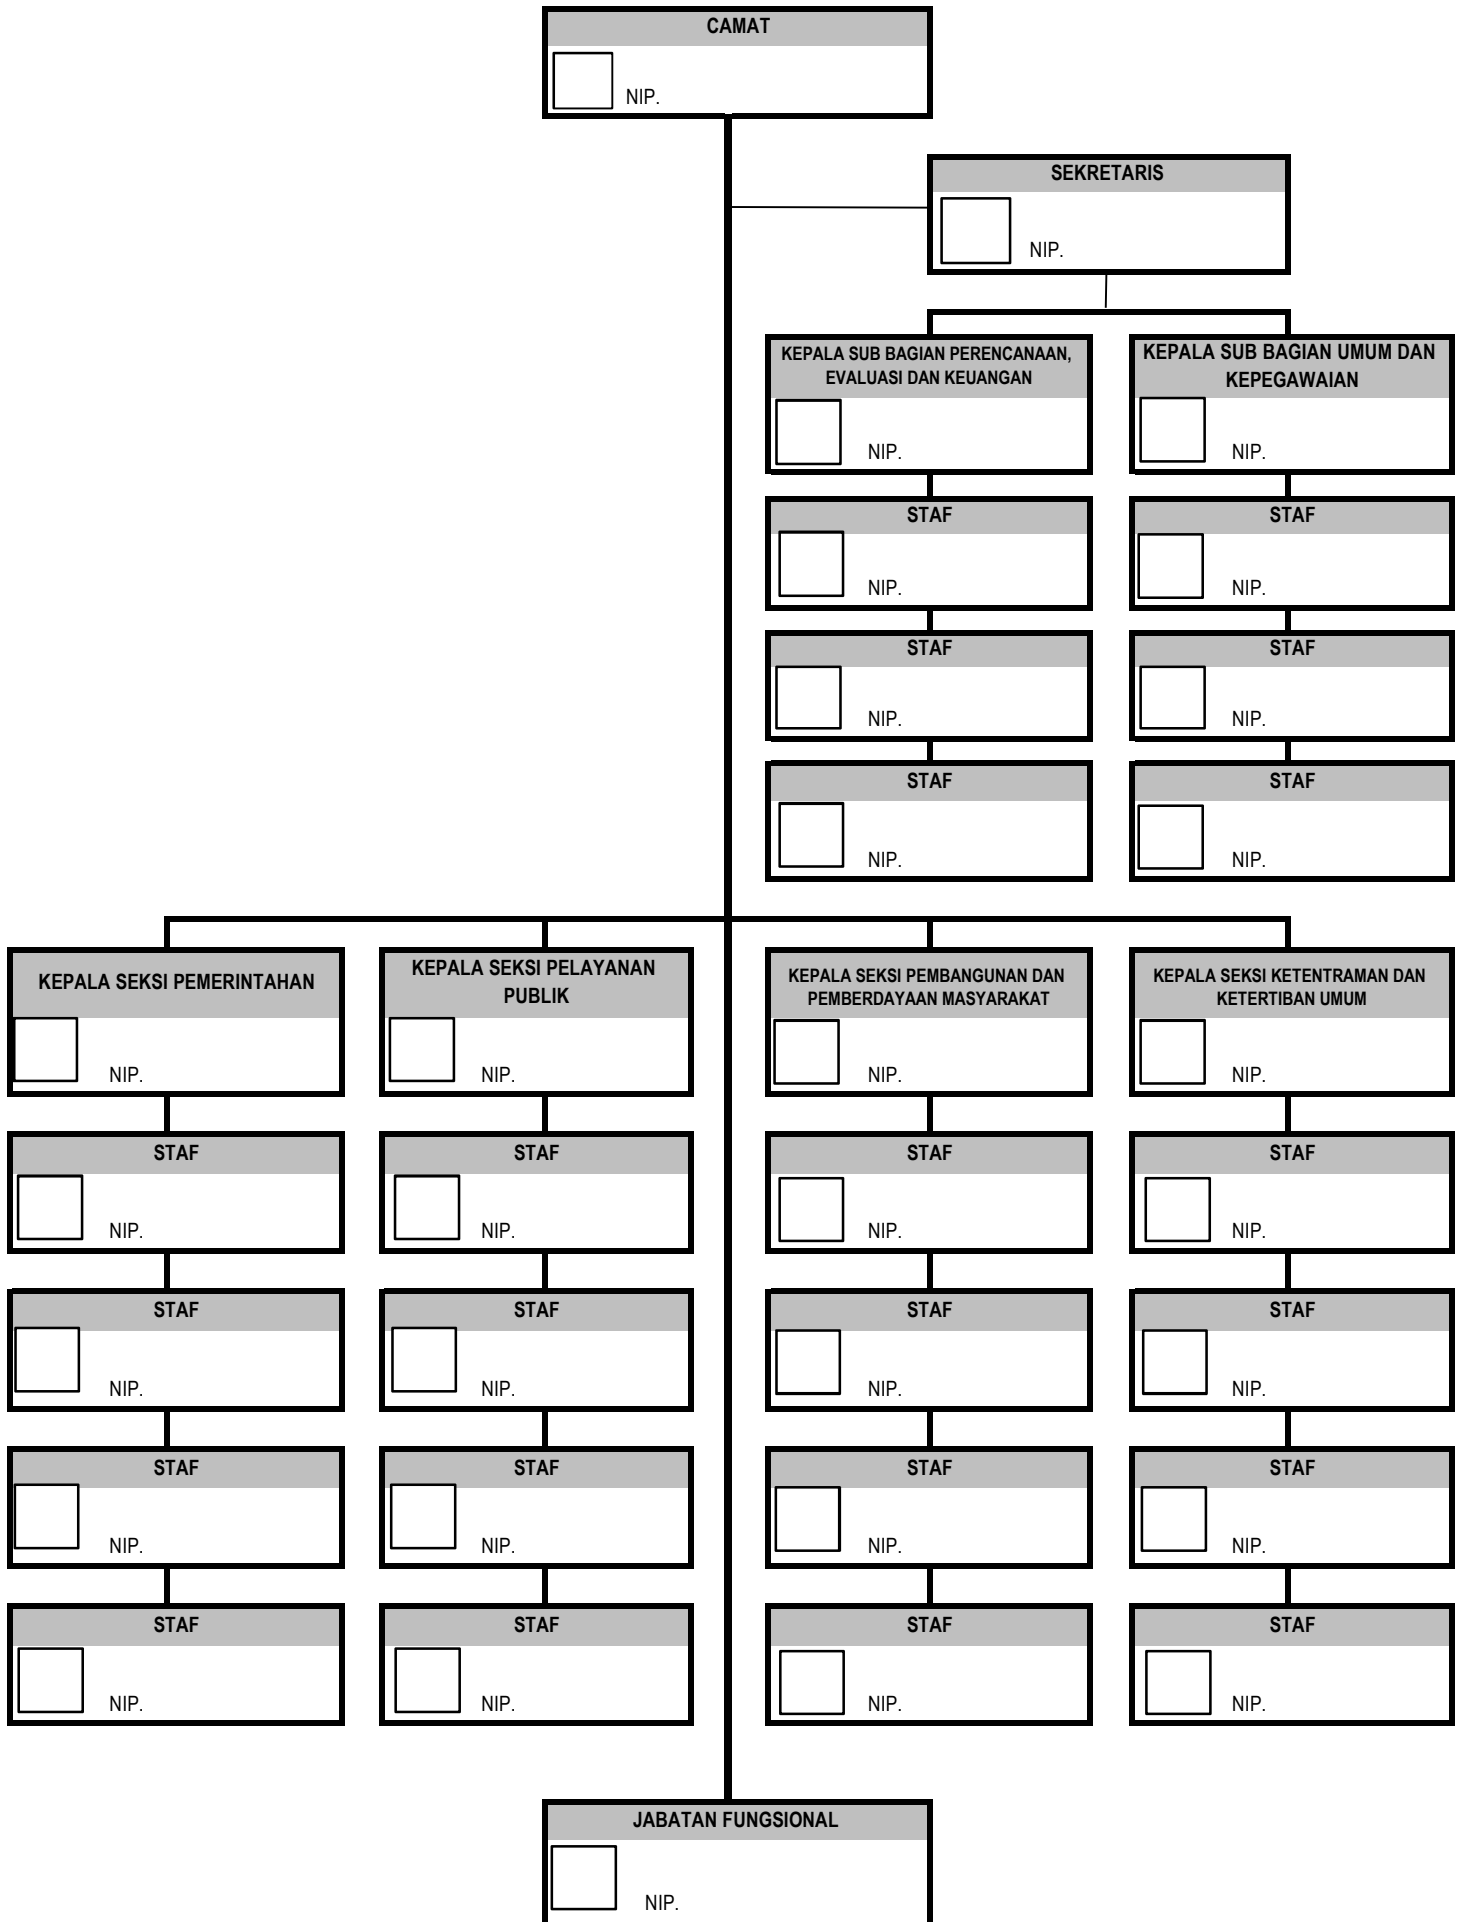 CAMAT
NIP.
SEKRETARIS
NIP.
KEPALA SUB BAGIAN PERENCANAAN,
EVALUASI DAN KEUANGAN
NIP.
KEPALA SUB BAGIAN UMUM DAN
KEPEGAWAIAN
NIP.
STAF
NIP.
STAF
NIP.
STAF
NIP.
STAF
NIP.
STAF
NIP.
STAF
NIP.
KEPALA SEKSI PEMERINTAHAN
NIP.
KEPALA SEKSI PELAYANAN
PUBLIK
NIP.
KEPALA SEKSI PEMBANGUNAN DAN
PEMBERDAYAAN MASYARAKAT
NIP.
KEPALA SEKSI KETENTRAMAN DAN
KETERTIBAN UMUM
NIP.
STAF
NIP.
STAF
NIP.
STAF
NIP.
STAF
NIP.
STAF
NIP.
STAF
NIP.
STAF
NIP.
STAF
NIP.
STAF
NIP.
STAF
NIP.
STAF
NIP.
STAF
NIP.
STAF
NIP.
STAF
NIP.
STAF
NIP.
STAF
NIP.
JABATAN FUNGSIONAL
NIP.